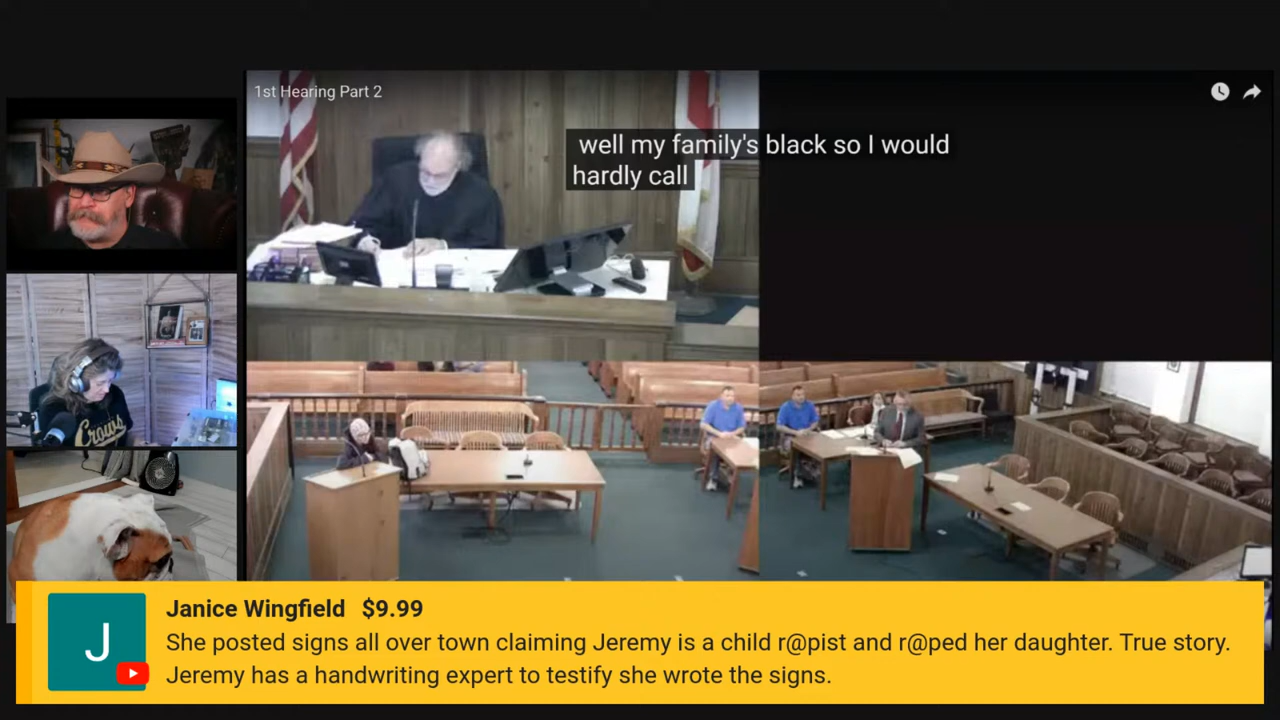 1st Hearing Part 2
well my family's black so I would
hardly call
Crows
J
Janice Wingfield $9.99
She posted signs all over town claiming Jeremy is a child r@pist and r@ped her daughter. True story.
Jeremy has a handwriting expert to testify she wrote the signs.